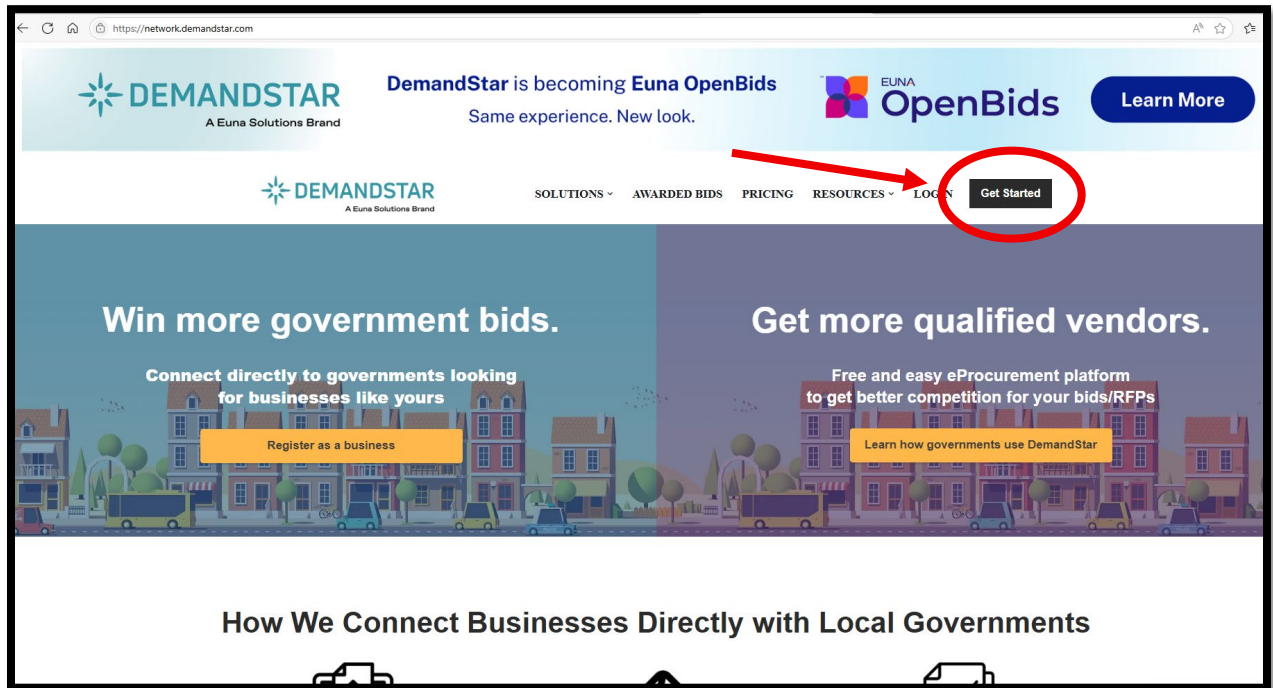 https://network.demandstar.com
DEMANDSTAR
A Euna Solutions Brand
DemandStar is becoming Euna OpenBids
Same experience. New look.
EUNA
OpenBids
Learn More
DEMANDSTAR
A Euna Solutions Brand
SOLUTIONS
AWARDED BIDS
PRICING
RESOURCES
Get Started
Win more government bids.
Connect directly to governments looking
for businesses like yours
Register as a business
Get more qualified vendors.
Free and easy eProcurement platform
to get better competition for your bids/RFPs
Learn how governments use DemandStar
How We Connect Businesses Directly with Local Governments